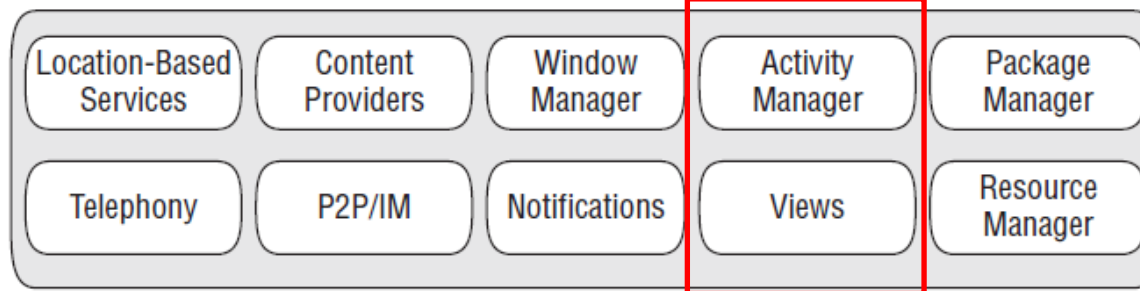 Location-Based
Services
Content
Providers
Window
Manager
Activity
Manager
Package
Manager
Telephony
P2P/IM
Notifications
Views
Resource
Manager